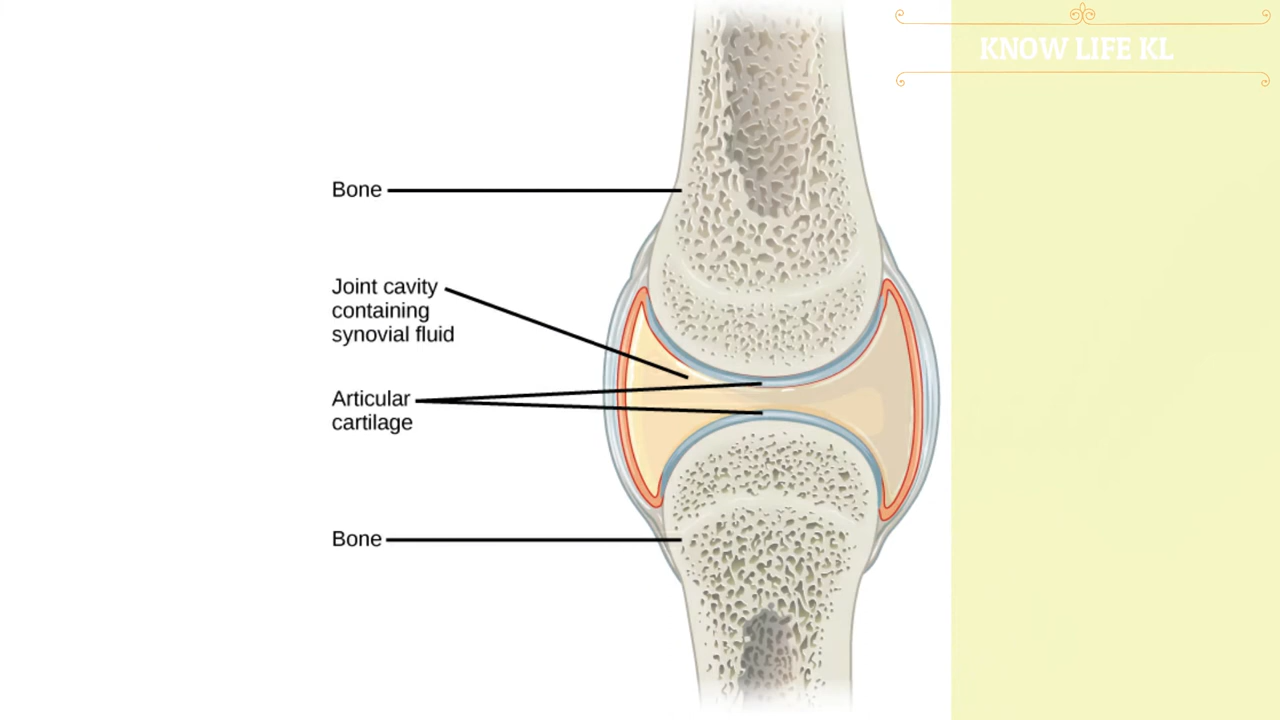 KNOW LIFE KL
Bone
Joint cavity
containing
synovial fluid
Articular
cartilage
Bone